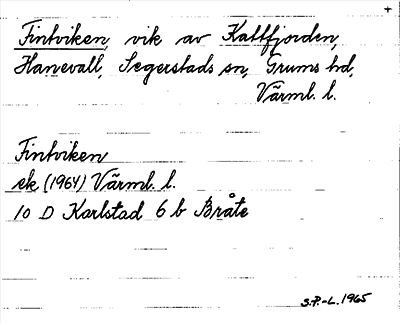 +
Fintviken, vik av Kattfjorden,
Hanevall, Segerstads sn, Grums hd,
Värml. l.
Fintviken
ek (1964) Värml. l.
10 D Karlstad 6 b Bråte
S.P.-L. 1965